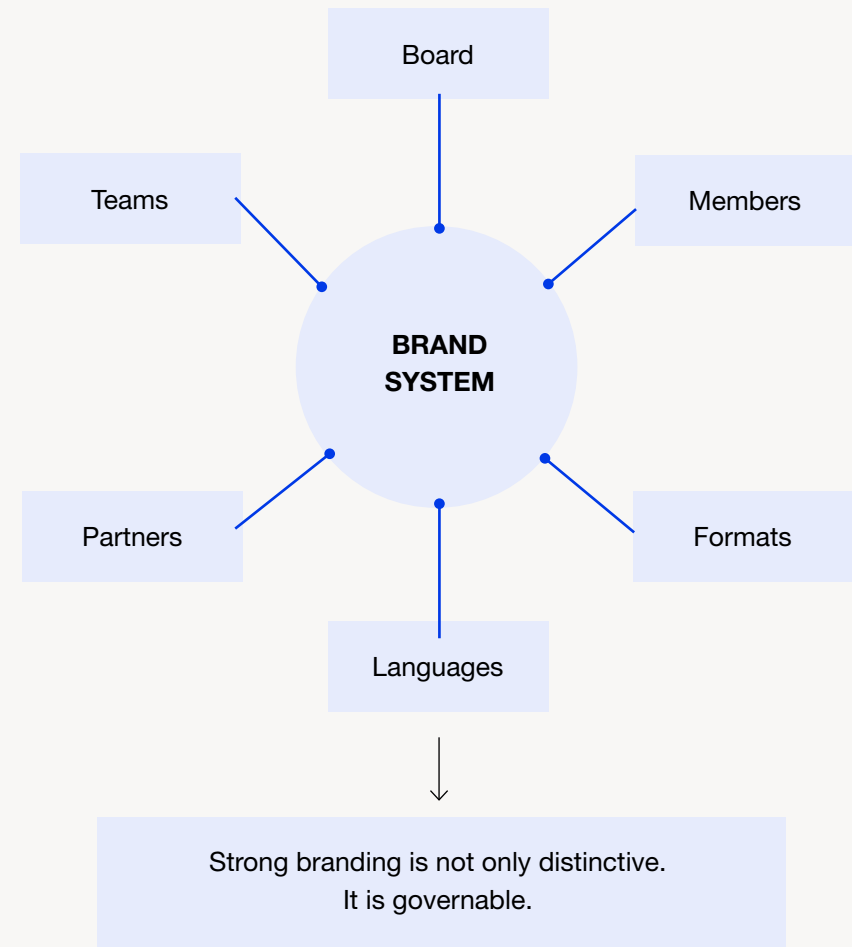 Board
Teams
Members
BRAND
SYSTEM
Partners
Formats
Languages
Strong branding is not only distinctive.
It is governable.